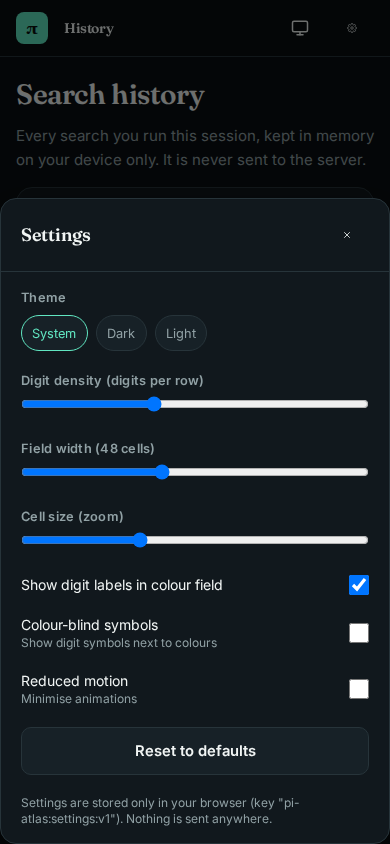 π History
Search history
Every search you run this session, kept in memory
on your device only. It is never sent to the server.
Settings
Theme
System Dark Light
Digit density (digits per row)
Field width (48 cells)
Cell size (zoom)
Show digit labels in colour field
Colour-blind symbols
Show digit symbols next to colours
Reduced motion
Minimise animations
Reset to defaults
Settings are stored only in your browser (key "pi-
atlas:settings:v1"). Nothing is sent anywhere.